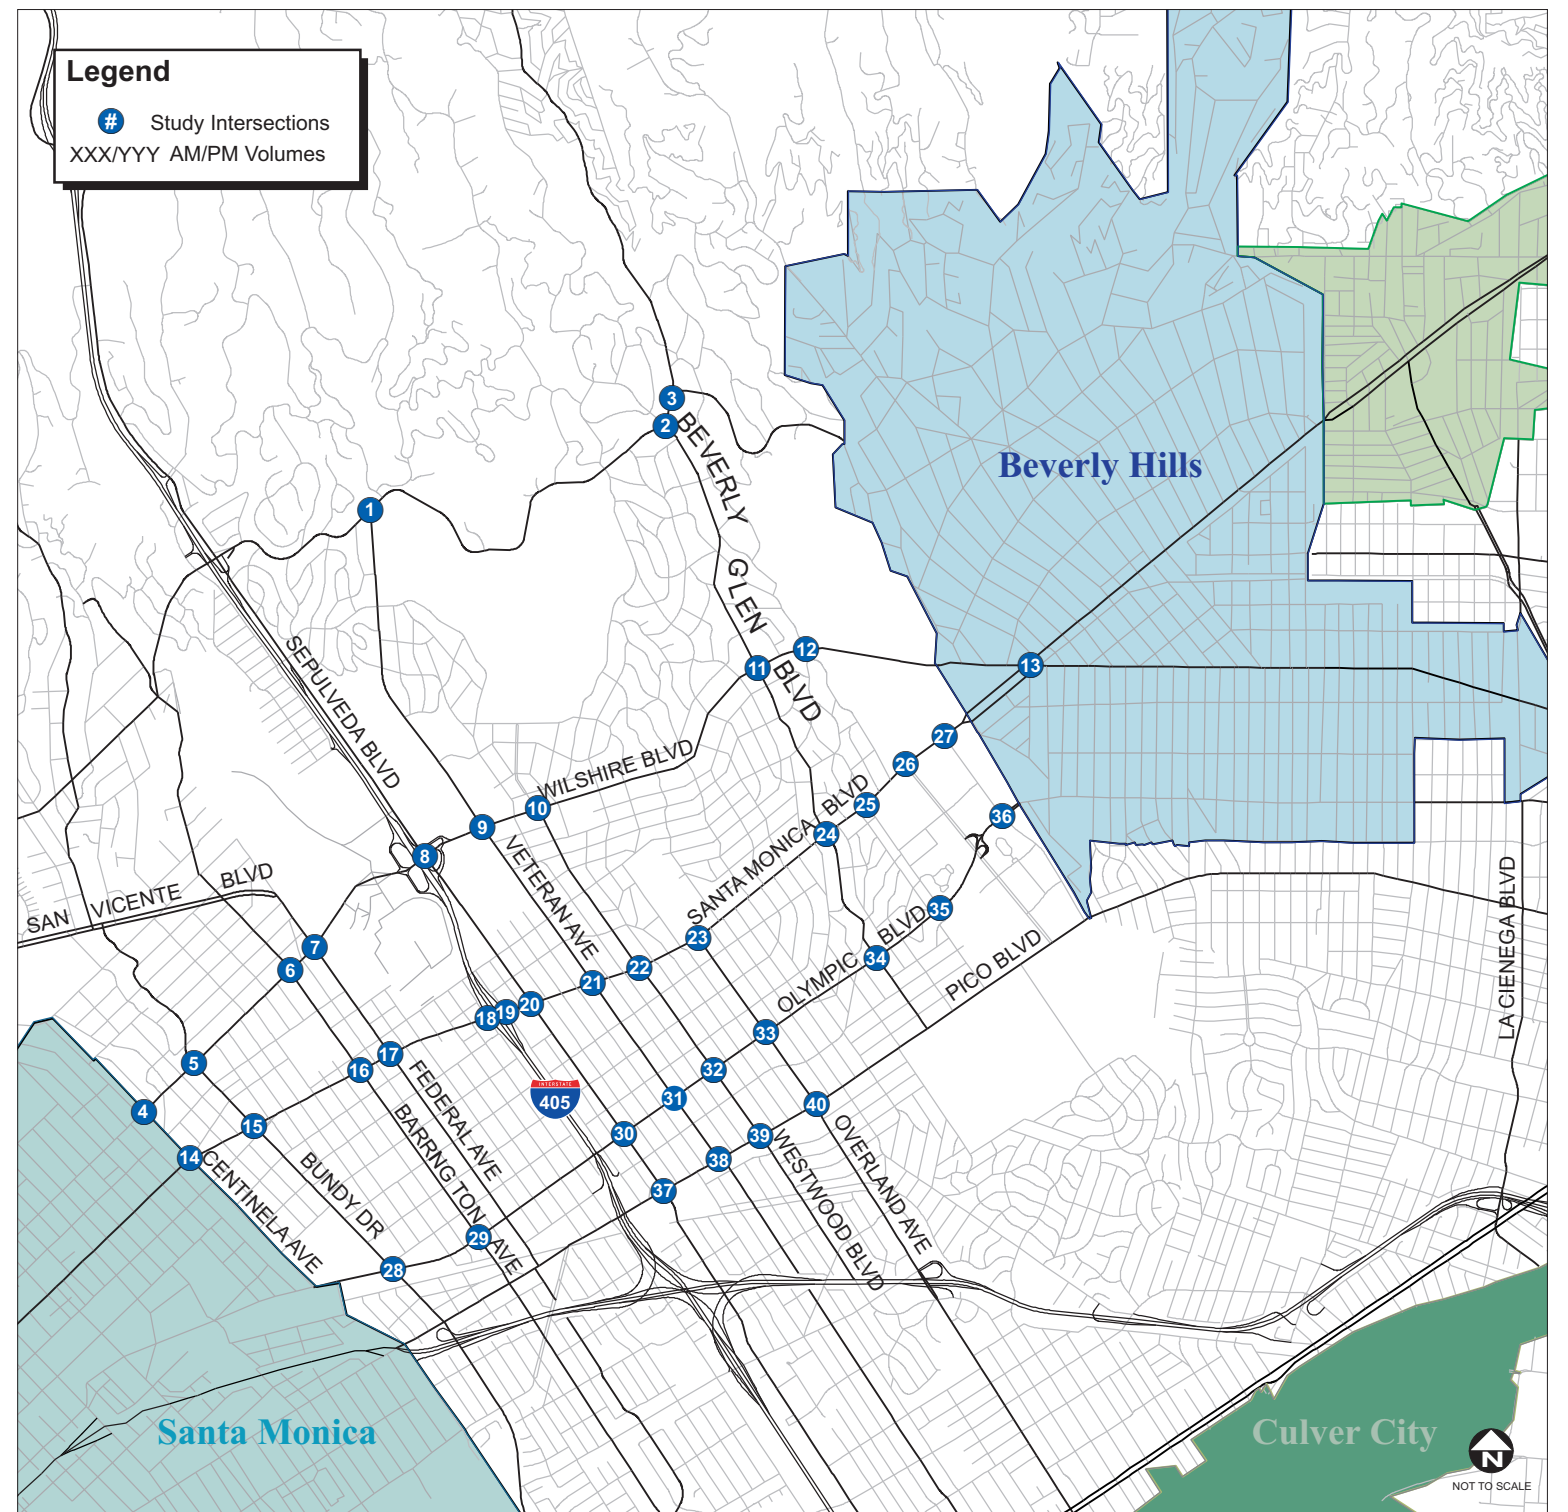 Legend
# Study Intersections
XXX/YYY AM/PM Volumes
3
2
BEVERLY GLEN BLVD
Beverly Hills
1
SEPULVEDA BLVD
12
11
13
27
26
WILSHIRE BLVD
10
25
SANTA MONICA BLVD
36
9
24
8
VETERAN AVE
SAN VICENTE BLVD
LA CIENEGA BLVD
35
7
23
OLYMPIC BLVD
34
PICO BLVD
6
22
21
20
19
18
33
17
5
16
32
INTERSTATE
405
FEDERAL AVE
31
40
4
BARRNG TON AVE
15
30
39
OVERLAND AVE
14
CENTINELA AVE
BUNDY DR
38
WESTWOOD BLVD
37
29
28
Santa Monica
Culver City
N
NOT TO SCALE